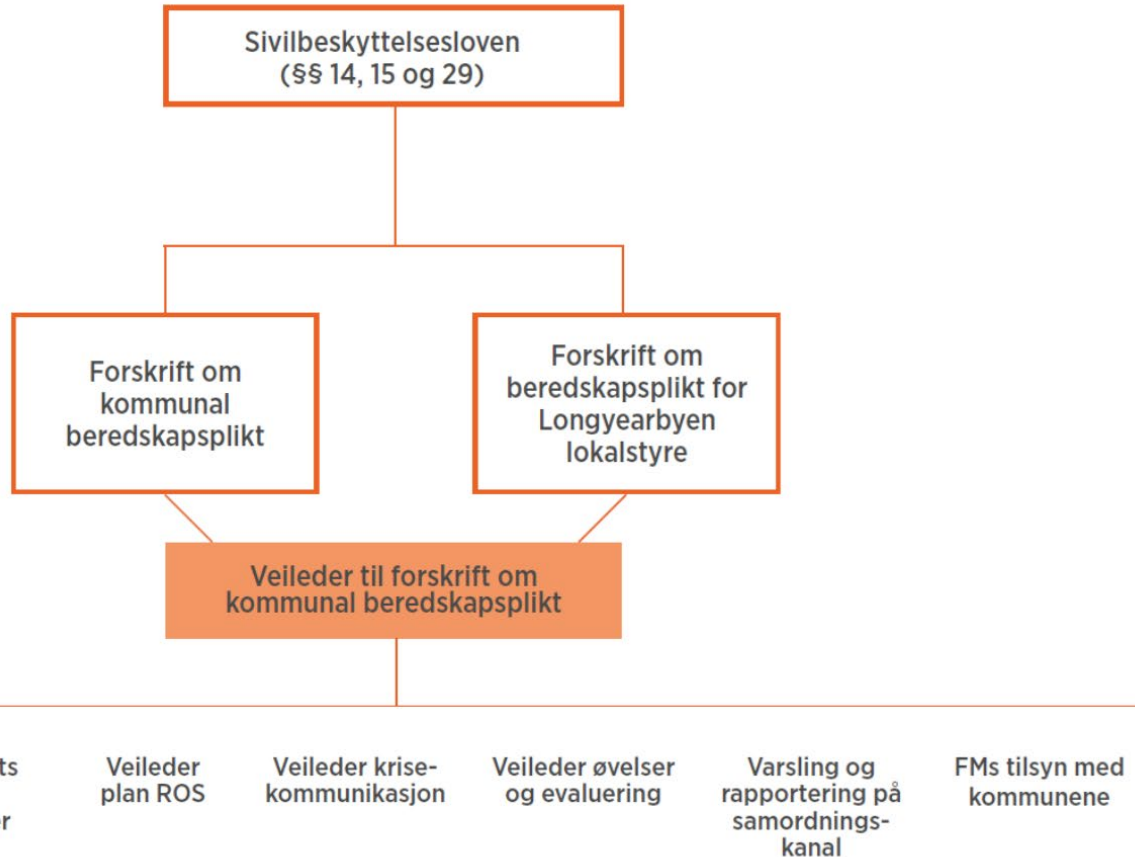 Sivilbeskyttelsesloven
(§§ 14, 15 og 29)
Forskrift om
kommunal
beredskapsplikt
Forskrift om
beredskapsplikt for
Longyearbyen
lokalstyre
Veileder til forskrift om
kommunal beredskapsplikt
Veileder
plan ROS
Veileder krise-
kommunikasjon
Veileder øvelser
og evaluering
Varsling og
rapportering på
samordnings-
kanal
FMs tilsyn med
kommunene